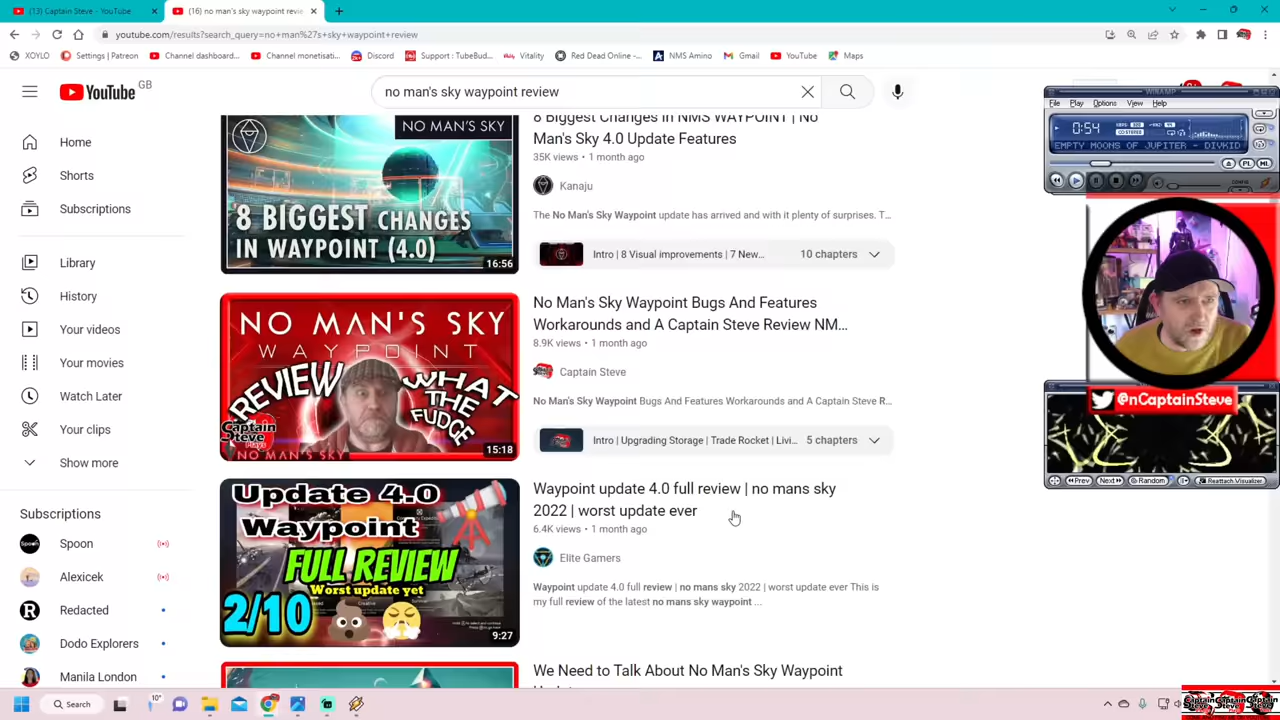 (13) Captain Steve - YouTube
(16) no man's sky waypoint revie
youtube.com/results?search_query=no+man%27s+sky+waypoint+review
XOYLO
Settings | Patreon
Channel dashboard...
Channel monetisati...
Discord
Support : TubeBud...
Vitality
Red Dead Online -...
NMS Amino
Gmail
YouTube
Maps
YouTube GB
no man's sky waypoint review
Home
Shorts
Subscriptions
Library
History
Your videos
Your movies
Watch Later
Your clips
Show more
Subscriptions
Spoon
Alexicek
Redacted
Dodo Explorers
Manila London
NO MAN'S SKY
8 BIGGEST CHANGES
IN WAYPOINT (4.0)
16:56
8 Biggest Changes in NMS WAYPOINT | No
Man's Sky 4.0 Update Features
35K views • 1 month ago
Kanaju
The No Man's Sky Waypoint update has arrived and with it plenty of surprises. T...
Intro | 8 Visual improvements | 7 New...
10 chapters
NO MAN'S SKY
WAYPOINT
REVIEW
WHAT
THE
FUDGE
Captain
Steve
NO MAN'S SKY
15:18
No Man's Sky Waypoint Bugs And Features
Workarounds and A Captain Steve Review NM...
8.9K views • 1 month ago
Captain Steve
No Man's Sky Waypoint Bugs And Features Workarounds and A Captain Steve R...
Intro | Upgrading Storage | Trade Rocket | Livi...
5 chapters
Update 4.0
Waypoint
FULL REVIEW
Worst update yet
2/10
9:27
Waypoint update 4.0 full review | no mans sky
2022 | worst update ever
6.4K views • 1 month ago
Elite Gamers
Waypoint update 4.0 full review | no mans sky 2022 | worst update ever This is
my full review of the latest no mans sky waypoint ...
We Need to Talk About No Man's Sky Waypoint
WINAMP
File Play Options View Help
0:54
EMPTY MOONS OF JUPITER - DIVKID
PL
ML
@nCaptainSteve
Prev
Next
Random
Reattach Visualizer
10°
Search
Captain
Steve